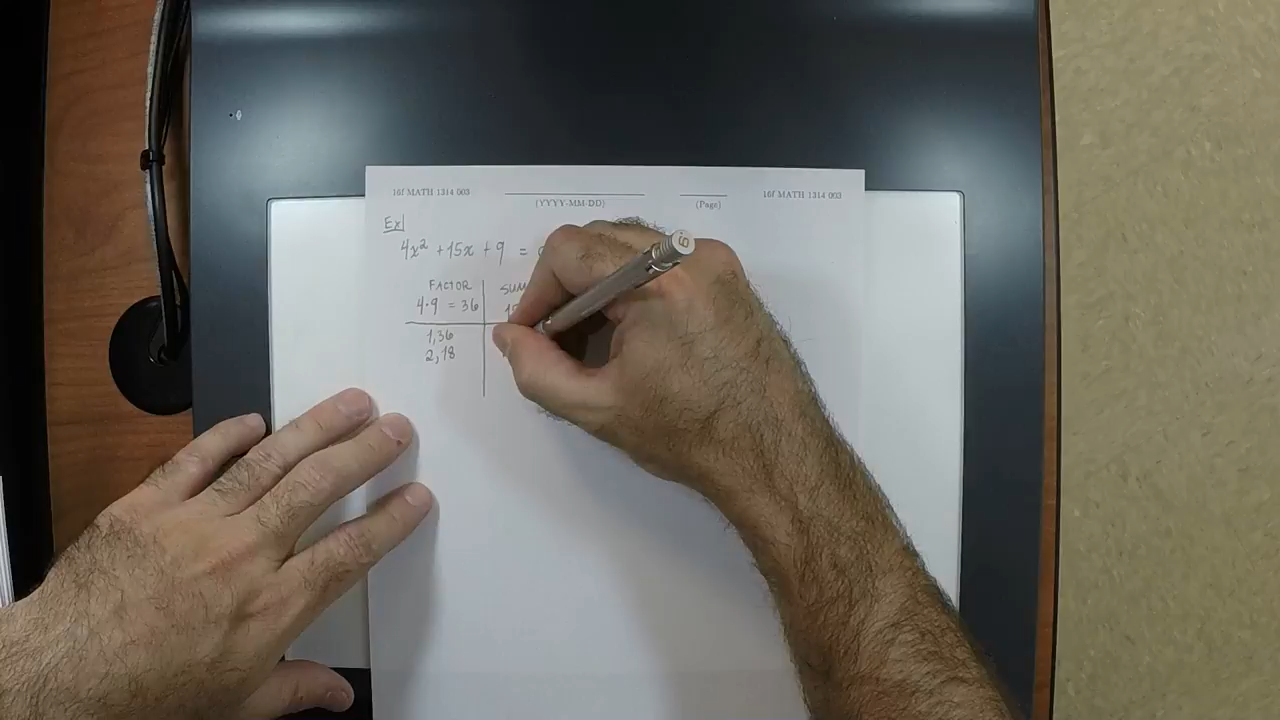 16f MATH 1314 003 (YYYY-MM-DD) (Page) 16f MATH 1314 003
Ex
4x² + 15x + 9 =
FACTOR SUM
4·9 = 36
1,36
2,18